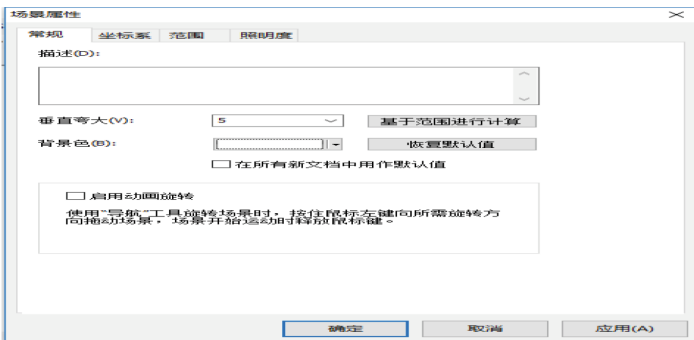 场景属性
常规 坐标系 范围 照明度
描述(D):
垂直夸大(V): 5 基于范围进行计算
背景色(B): 恢复默认值
在所有新文档中用作默认值
启用动画旋转
使用“导航”工具旋转场景时，按住鼠标左键向所需旋转方
向拖动场景，场景开始运动时释放鼠标键。
确定 取消 应用(A)